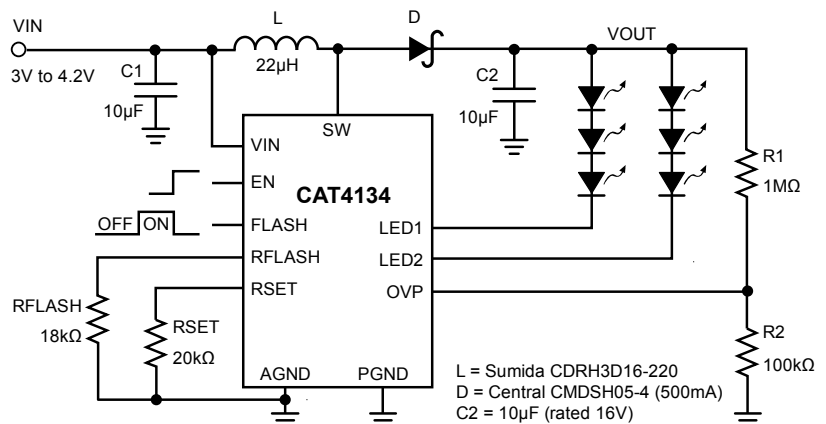 VIN
L
D
VOUT
3V to 4.2V
C1
10µF
22µH
C2
10µF
SW
VIN
EN
CAT4134
R1
1MΩ
OFF
ON
FLASH
LED1
RFLASH
LED2
RSET
OVP
RFLASH
18kΩ
RSET
20kΩ
R2
100kΩ
AGND
PGND
L = Sumida CDRH3D16-220
D = Central CMDSH05-4 (500mA)
C2 = 10µF (rated 16V)